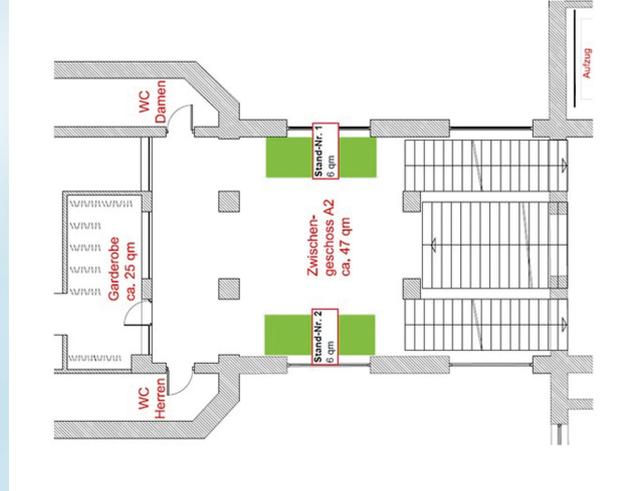 Aufzug
WC
Damen
Stand-Nr. 1
6 qm
Garderobe
ca. 25 qm
Zwischen-
geschoss A2
ca. 47 qm
Stand-Nr. 2
6 qm
WC
Herren